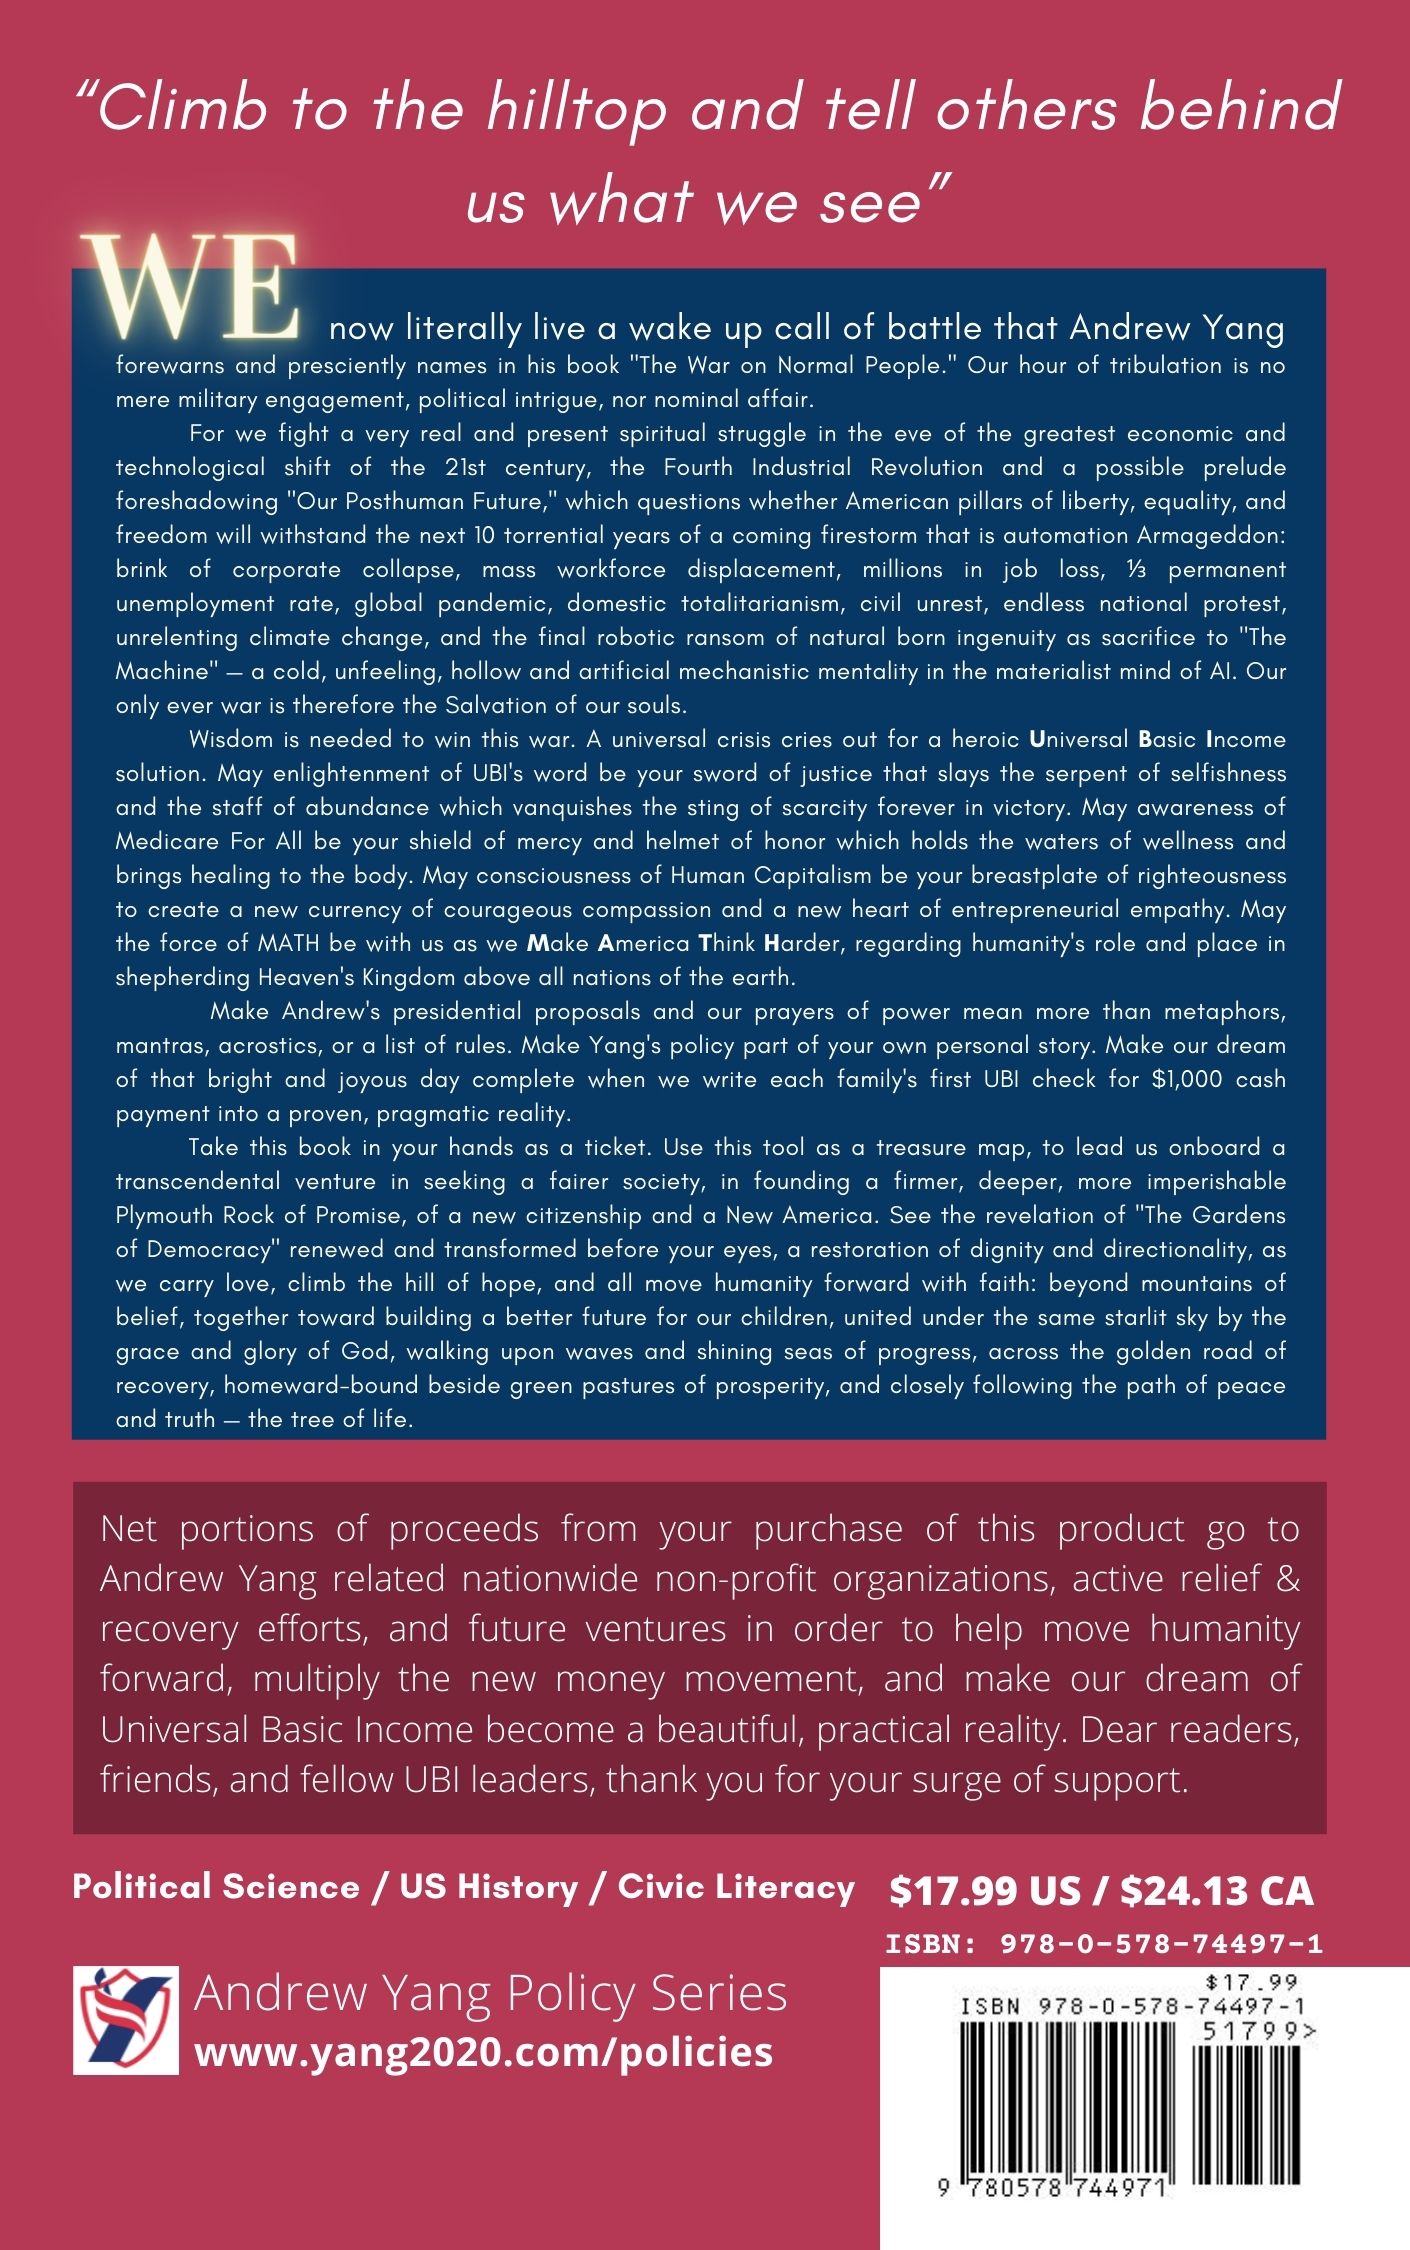 “Climb to the hilltop and tell others behind
us what we see”
WE now literally live a wake up call of battle that Andrew Yang
forewarns and presciently names in his book "The War on Normal People." Our hour of tribulation is no
mere military engagement, political intrigue, nor nominal affair.
For we fight a very real and present spiritual struggle in the eve of the greatest economic and
technological shift of the 21st century, the Fourth Industrial Revolution and a possible prelude
foreshadowing "Our Posthuman Future," which questions whether American pillars of liberty, equality, and
freedom will withstand the next 10 torrential years of a coming firestorm that is automation Armageddon:
brink of corporate collapse, mass workforce displacement, millions in job loss, ⅓ permanent
unemployment rate, global pandemic, domestic totalitarianism, civil unrest, endless national protest,
unrelenting climate change, and the final robotic ransom of natural born ingenuity as sacrifice to "The
Machine" — a cold, unfeeling, hollow and artificial mechanistic mentality in the materialist mind of AI. Our
only ever war is therefore the Salvation of our souls.
Wisdom is needed to win this war. A universal crisis cries out for a heroic Universal Basic Income
solution. May enlightenment of UBI's word be your sword of justice that slays the serpent of selfishness
and the staff of abundance which vanquishes the sting of scarcity forever in victory. May awareness of
Medicare For All be your shield of mercy and helmet of honor which holds the waters of wellness and
brings healing to the body. May consciousness of Human Capitalism be your breastplate of righteousness
to create a new currency of courageous compassion and a new heart of entrepreneurial empathy. May
the force of MATH be with us as we Make America Think Harder, regarding humanity's role and place in
shepherding Heaven's Kingdom above all nations of the earth.
Make Andrew's presidential proposals and our prayers of power mean more than metaphors,
mantras, acrostics, or a list of rules. Make Yang's policy part of your own personal story. Make our dream
of that bright and joyous day complete when we write each family's first UBI check for $1,000 cash
payment into a proven, pragmatic reality.
Take this book in your hands as a ticket. Use this tool as a treasure map, to lead us onboard a
transcendental venture in seeking a fairer society, in founding a firmer, deeper, more imperishable
Plymouth Rock of Promise, of a new citizenship and a New America. See the revelation of "The Gardens
of Democracy" renewed and transformed before your eyes, a restoration of dignity and directionality, as
we carry love, climb the hill of hope, and all move humanity forward with faith: beyond mountains of
belief, together toward building a better future for our children, united under the same starlit sky by the
grace and glory of God, walking upon waves and shining seas of progress, across the golden road of
recovery, homeward-bound beside green pastures of prosperity, and closely following the path of peace
and truth — the tree of life.
Net portions of proceeds from your purchase of this product go to
Andrew Yang related nationwide non-profit organizations, active relief &
recovery efforts, and future ventures in order to help move humanity
forward, multiply the new money movement, and make our dream of
Universal Basic Income become a beautiful, practical reality. Dear readers,
friends, and fellow UBI leaders, thank you for your surge of support.
Political Science / US History / Civic Literacy
$17.99 US / $24.13 CA
ISBN: 978-0-578-74497-1
Andrew Yang Policy Series
www.yang2020.com/policies
$17.99
ISBN 978-0-578-74497-1
51799>
9 780578 744971